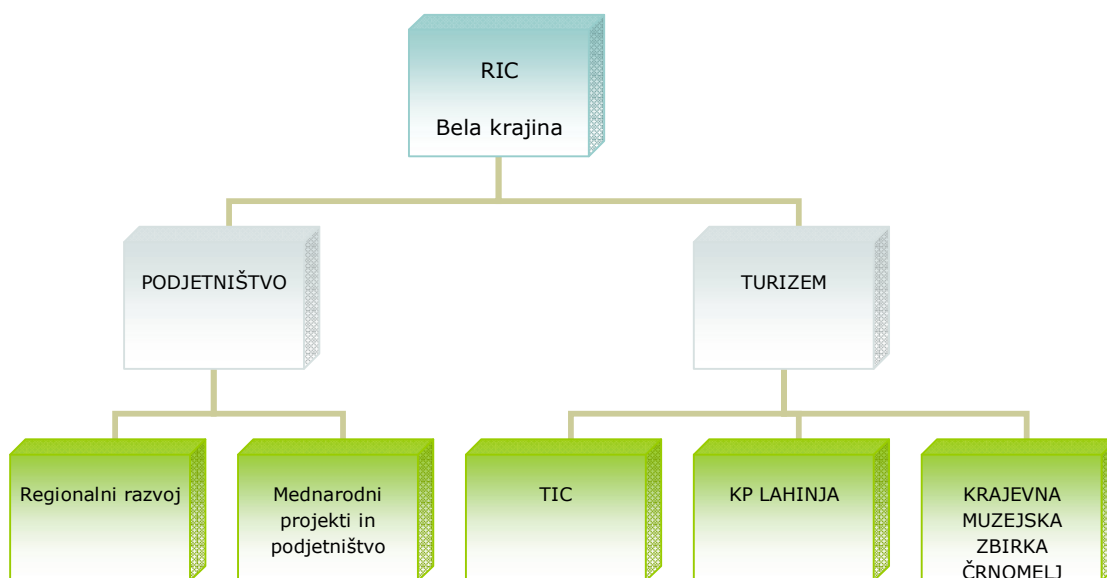 RIC
Bela krajina
PODJETNIŠTVO
TURIZEM
Regionalni razvoj
Mednarodni
projekti in
podjetništvo
TIC
KP LAHINJA
KRAJEVNA
MUZEJSKA
ZBIRKA
ČRNOMELJ